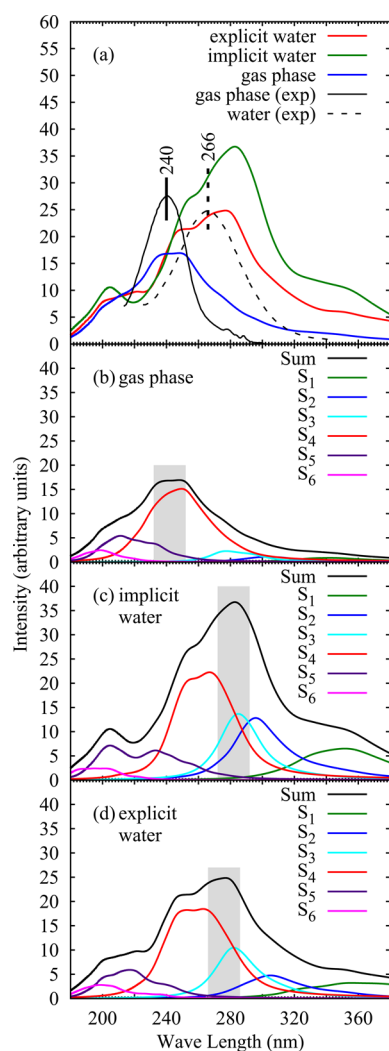 60
55
50
45
40
35
30
25
20
15
10
5
0
(a)
explicit water
implicit water
gas phase
gas phase (exp)
water (exp)
240
266
40
35
30
25
20
15
10
5
0
(b) gas phase
Sum
S1
S2
S3
S4
S5
S6
Intensity (arbitrary units)
40
35
30
25
20
15
10
5
0
(c) implicit
water
Sum
S1
S2
S3
S4
S5
S6
40
35
30
25
20
15
10
5
0
(d) explicit
water
Sum
S1
S2
S3
S4
S5
S6
200 240 280 320 360
Wave Length (nm)